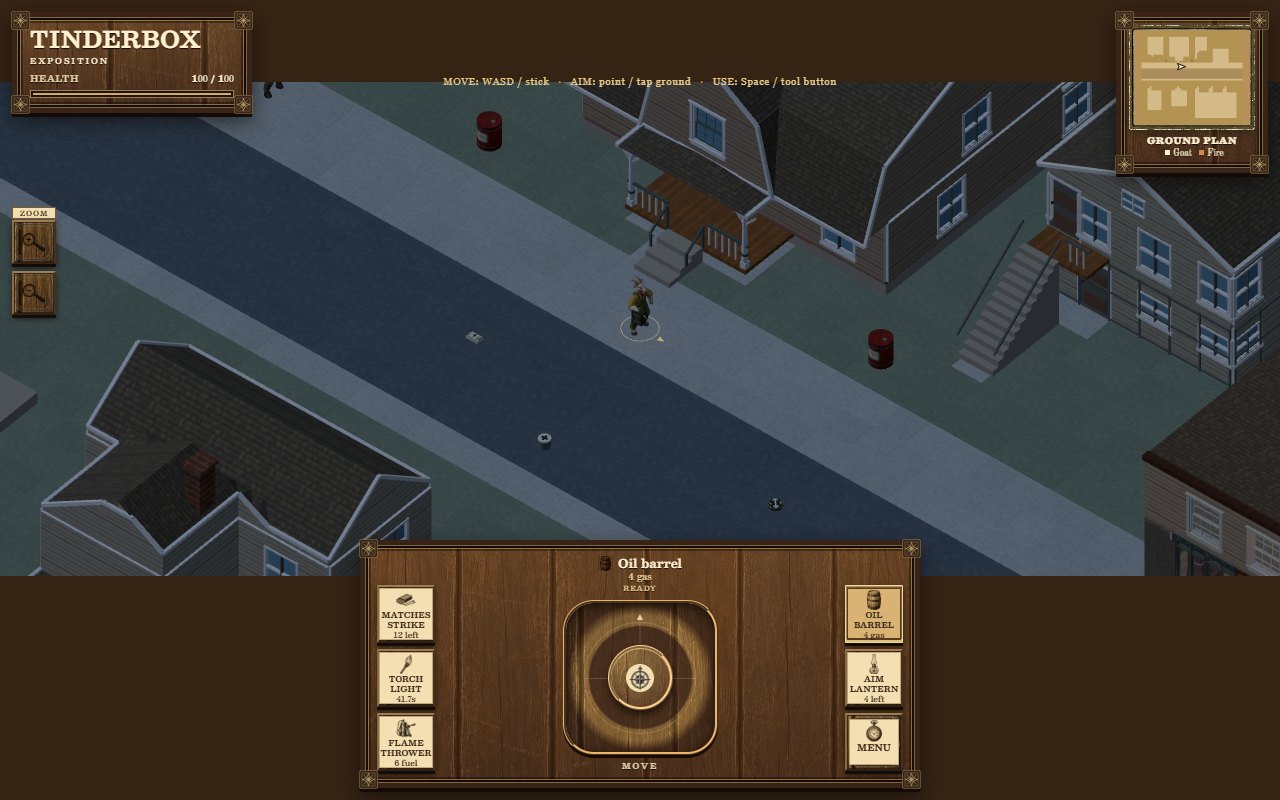 TINDERBOX
EXPOSITION
HEALTH 100 / 100
MOVE: WASD / stick · AIM: point / tap ground · USE: Space / tool button
GROUND PLAN
Goat Fire
ZOOM
Oil barrel
4 gas
READY
MATCHES
STRIKE
12 left
TORCH
LIGHT
41.7s
FLAME
THROWER
6 fuel
OIL
BARREL
4 gas
AIM
LANTERN
4 left
MENU
MOVE